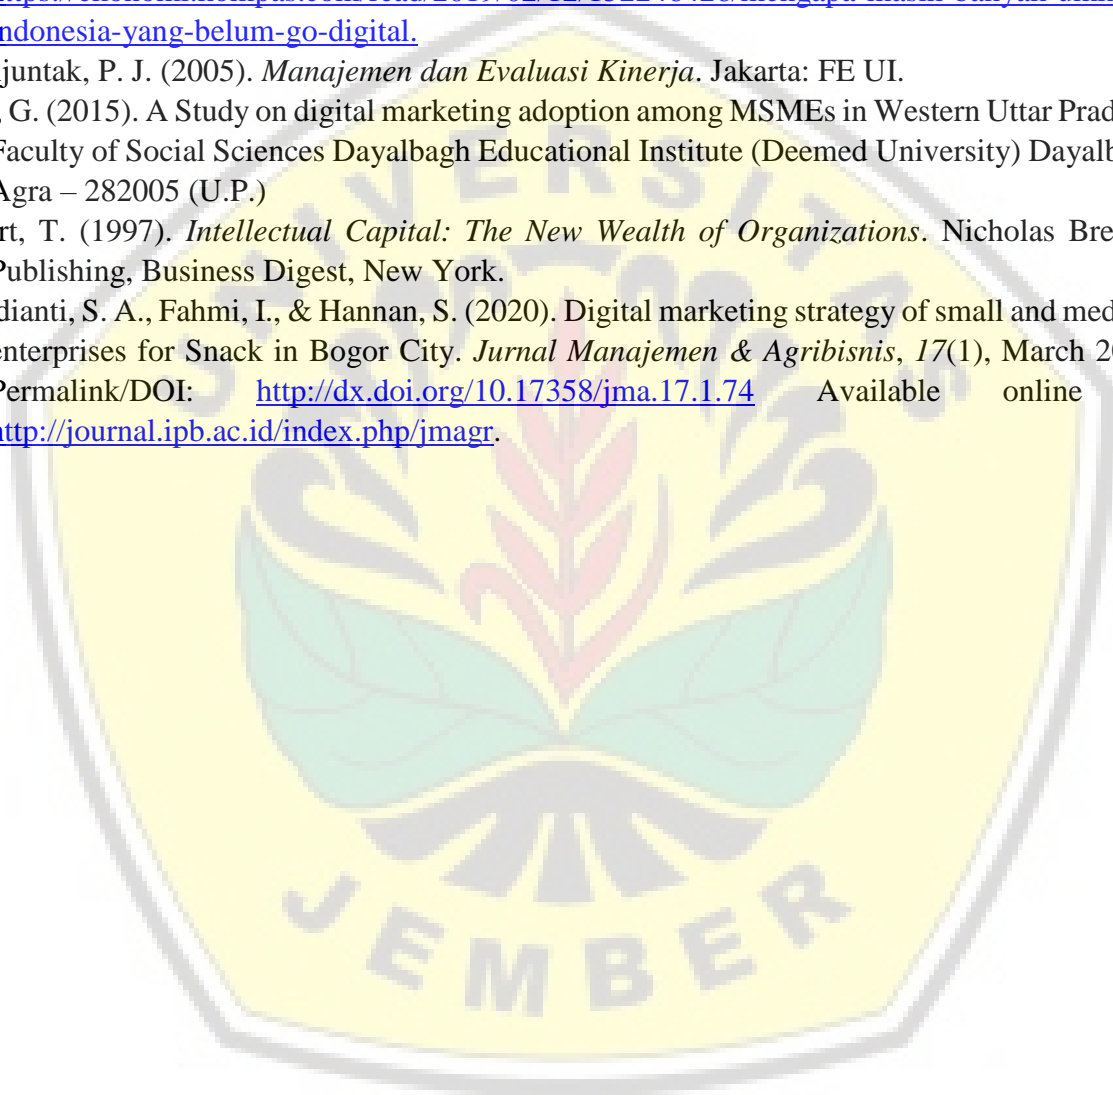 ndonesia-yang-belum-go-digital.
juntak, P. J. (2005). Manajemen dan Evaluasi Kinerja. Jakarta: FE UI.
, G. (2015). A Study on digital marketing adoption among MSMEs in Western Uttar Prad
Faculty of Social Sciences Dayalbagh Educational Institute (Deemed University) Dayalb
Agra – 282005 (U.P.)
rt, T. (1997). Intellectual Capital: The New Wealth of Organizations. Nicholas Bre
Publishing, Business Digest, New York.
dianti, S. A., Fahmi, I., & Hannan, S. (2020). Digital marketing strategy of small and med
enterprises for Snack in Bogor City. Jurnal Manajemen & Agribisnis, 17(1), March 20
Permalink/DOI: http://dx.doi.org/10.17358/jma.17.1.74 Available online
http://journal.ipb.ac.id/index.php/jmagr.
UNIVERSITAS
JEMBER